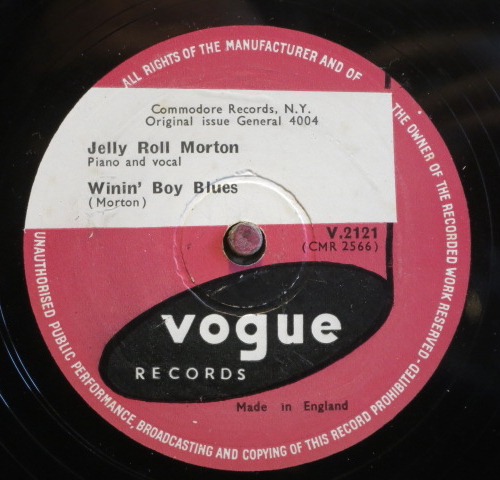 ALL RIGHTS OF THE MANUFACTURER AND OF THE OWNER OF THE RECORDED WORK RESERVED - UNAUTHORISED PUBLIC PERFORMANCE, BROADCASTING AND COPYING OF THIS RECORD PROHIBITED.
Commodore Records, N.Y.
Original issue General 4004
Jelly Roll Morton
Piano and vocal
Winin' Boy Blues
(Morton)
V.2121
(CMR 2566)
vogue
RECORDS
Made in England